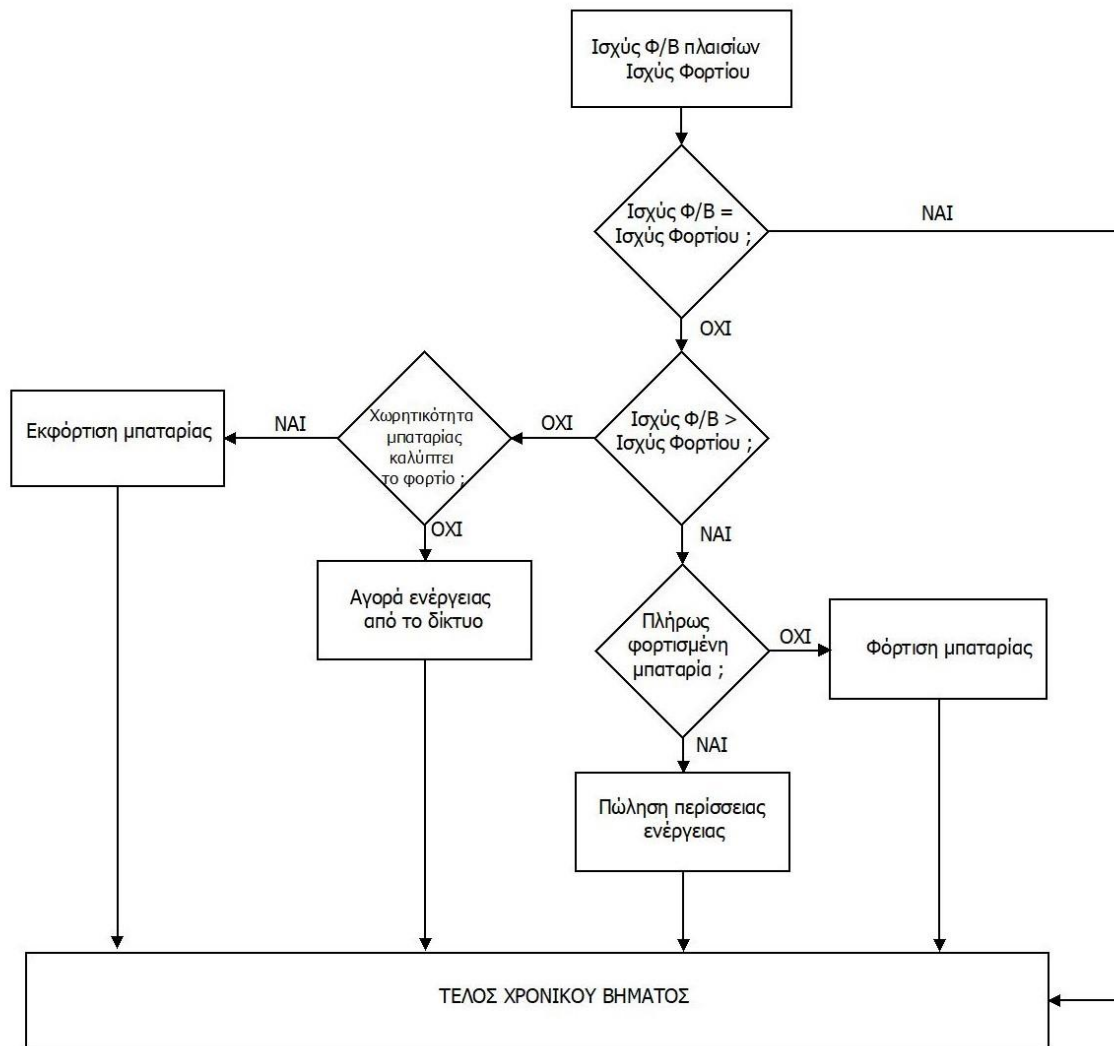 Ισχύς Φ/Β πλαισίων
Ισχύς Φορτίου
Ισχύς Φ/Β =
Ισχύς Φορτίου ;
ΝΑΙ
ΟΧΙ
Ισχύς Φ/Β >
Ισχύς Φορτίου ;
ΟΧΙ
Χωρητικότητα
μπαταρίας
καλύπτει
το φορτίο ;
ΝΑΙ
Εκφόρτιση μπαταρίας
ΟΧΙ
Αγορά ενέργειας
από το δίκτυο
ΝΑΙ
Πλήρως
φορτισμένη
μπαταρία ;
ΟΧΙ
Φόρτιση μπαταρίας
ΝΑΙ
Πώληση περίσσειας
ενέργειας
ΤΕΛΟΣ ΧΡΟΝΙΚΟΥ ΒΗΜΑΤΟΣ